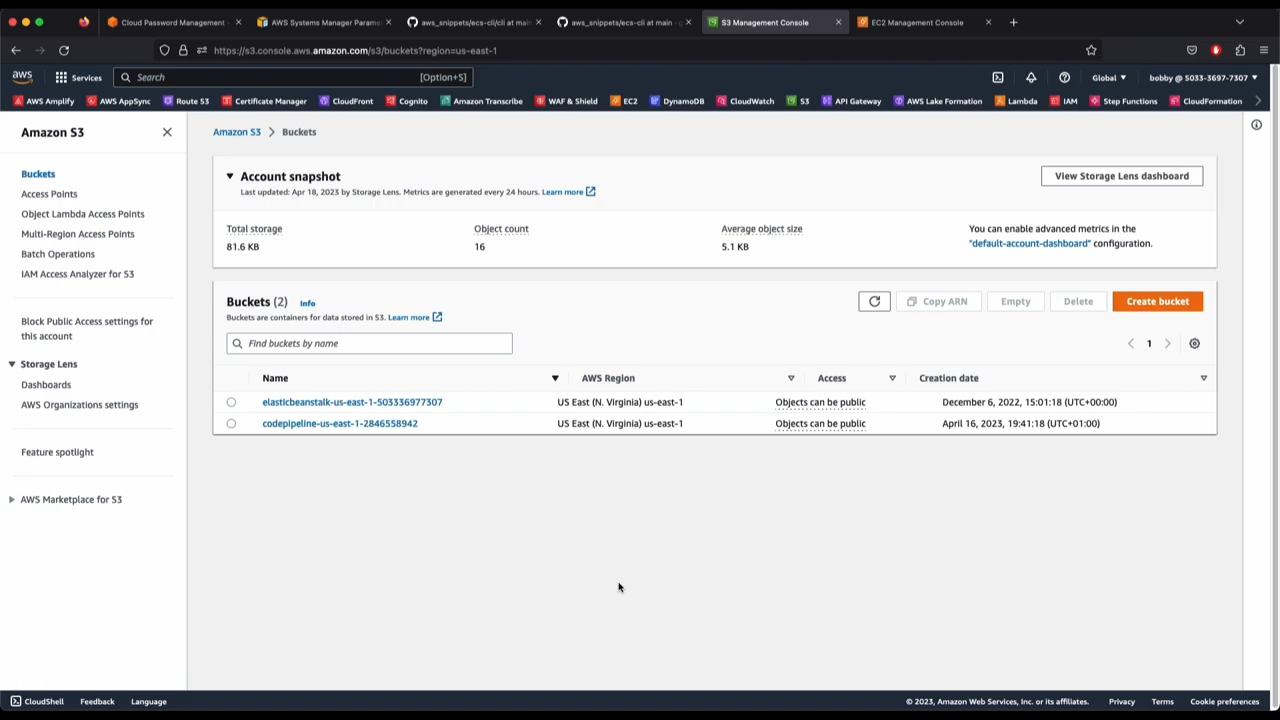 Cloud Password Management -
AWS Systems Manager Parame
aws_snippets/ecs-cli/cli at main
aws_snippets/ecs-cli at main · g
S3 Management Console
EC2 Management Console
https://s3.console.aws.amazon.com/s3/buckets?region=us-east-1
aws Services Search [Option+S] Global bobby @ 5033-3697-7307
AWS Amplify AWS AppSync Route 53 Certificate Manager CloudFront Cognito Amazon Transcribe WAF & Shield EC2 DynamoDB CloudWatch S3 API Gateway AWS Lake Formation Lambda IAM Step Functions CloudFormation
Amazon S3
Buckets
Access Points
Object Lambda Access Points
Multi-Region Access Points
Batch Operations
IAM Access Analyzer for S3
Block Public Access settings for
this account
Storage Lens
Dashboards
AWS Organizations settings
Feature spotlight
AWS Marketplace for S3
Amazon S3 > Buckets
Account snapshot
Last updated: Apr 18, 2023 by Storage Lens. Metrics are generated every 24 hours. Learn more
View Storage Lens dashboard
Total storage
81.6 KB
Object count
16
Average object size
5.1 KB
You can enable advanced metrics in the
"default-account-dashboard" configuration.
Buckets (2) Info
Buckets are containers for data stored in S3. Learn more
Copy ARN Empty Delete Create bucket
Find buckets by name
1
Name AWS Region Access Creation date
elasticbeanstalk-us-east-1-503336977307 US East (N. Virginia) us-east-1 Objects can be public December 6, 2022, 15:01:18 (UTC+00:00)
codepipeline-us-east-1-2846558942 US East (N. Virginia) us-east-1 Objects can be public April 16, 2023, 19:41:18 (UTC+01:00)
CloudShell Feedback Language © 2023, Amazon Web Services, Inc. or its affiliates. Privacy Terms Cookie preferences